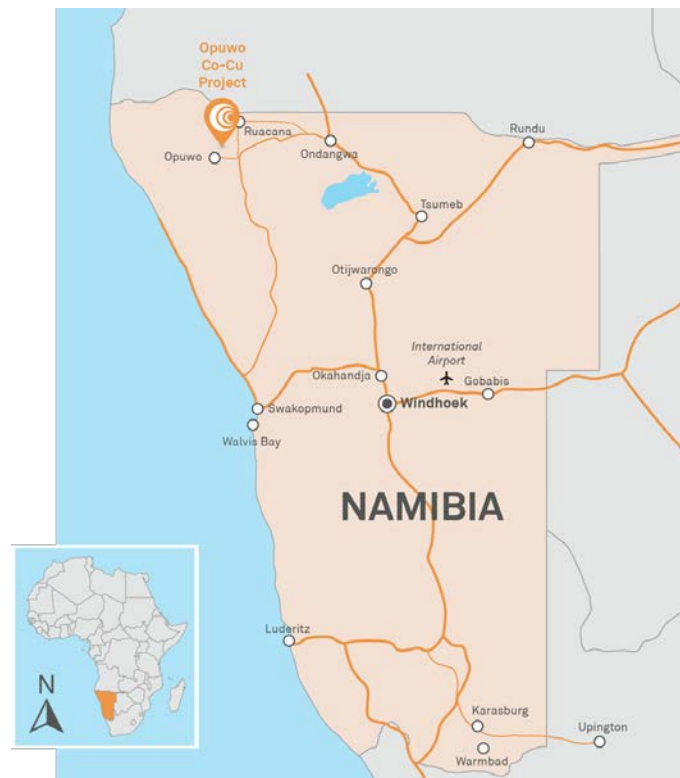 Opuwo
Co-Cu
Project
Ruacana
Opuwo
Ondangwa
Rundu
Tsumeb
Otijwarongo
International
Airport
Okahandja
Gobabis
Swakopmund
Windhoek
Walvis Bay
NAMIBIA
Luderitz
N
Karasburg
Upington
Warmbad